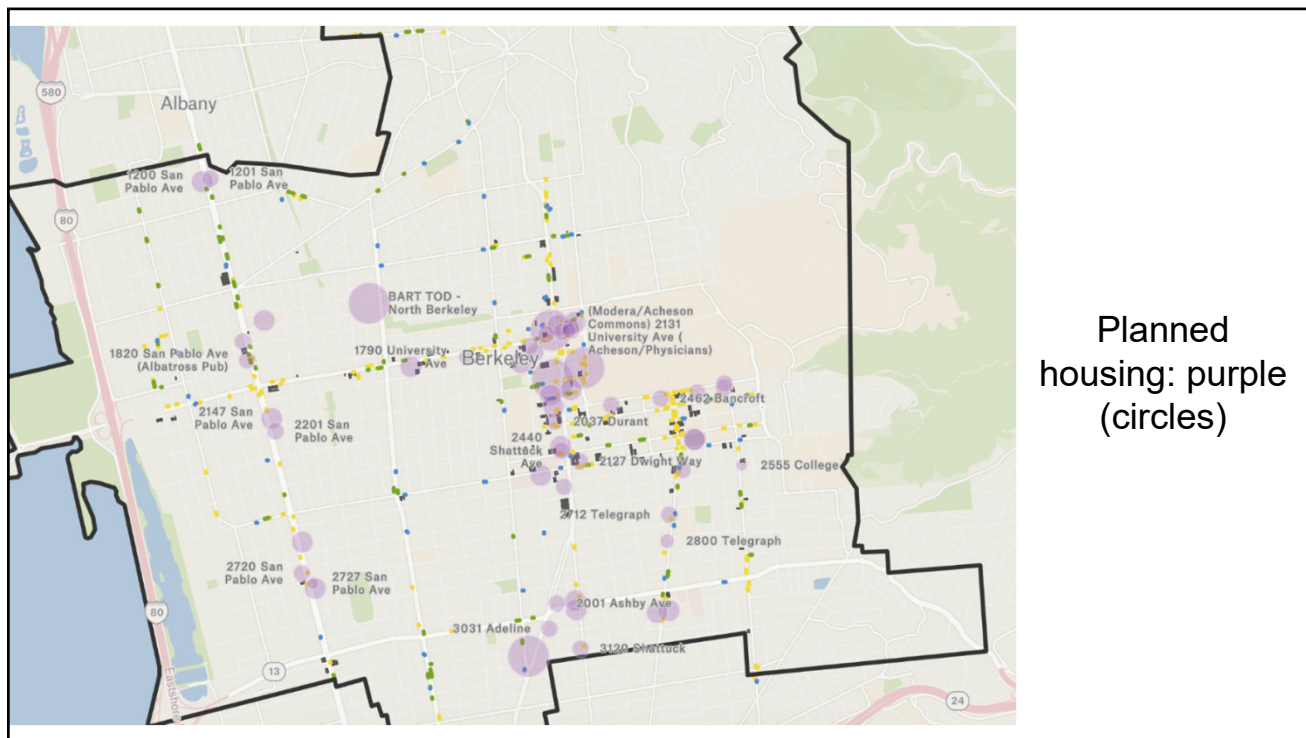 580
Albany
1200 San
Pablo Ave
1201 San
Pablo Ave
80
BART TOD -
North Berkeley
(Modera/Acheson
Commons) 2131
University Ave (
Acheson/Physicians)
1820 San Pablo Ave
(Albatross Pub)
1790 University
Ave
Berkeley
2147 San
Pablo Ave
2201 San
Pablo Ave
2462 Bancroft
2037 Durant
2440
Shattuck
Ave
2127 Dwight Way
2555 College
2712 Telegraph
2800 Telegraph
2720 San
Pablo Ave
2727 San
Pablo Ave
80
2001 Ashby Ave
3031 Adeline
3120 Shattuck
13
Eastshore
24
Planned
housing: purple
(circles)